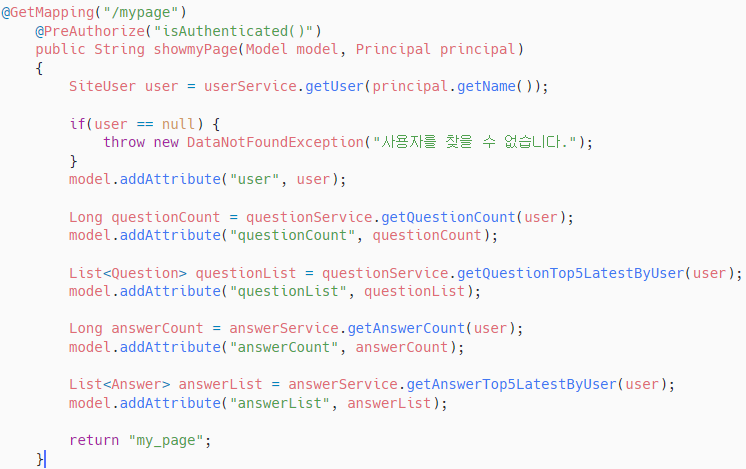 @GetMapping("/mypage")
@PreAuthorize("isAuthenticated()")
public String showmyPage(Model model, Principal principal)
{
SiteUser user = userService.getUser(principal.getName());
if(user == null) {
throw new DataNotFoundException("사용자를 찾을 수 없습니다.");
}
model.addAttribute("user", user);
Long questionCount = questionService.getQuestionCount(user);
model.addAttribute("questionCount", questionCount);
List<Question> questionList = questionService.getQuestionTop5LatestByUser(user);
model.addAttribute("questionList", questionList);
Long answerCount = answerService.getAnswerCount(user);
model.addAttribute("answerCount", answerCount);
List<Answer> answerList = answerService.getAnswerTop5LatestByUser(user);
model.addAttribute("answerList", answerList);
return "my_page";
}